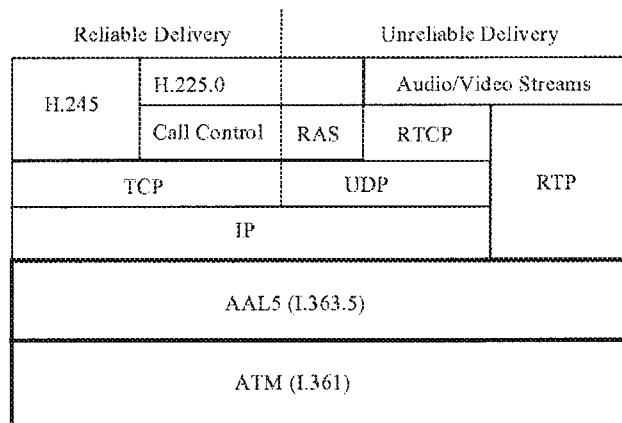 Reliable Delivery Unreliable Delivery
H.245 H.225.0 Audio/Video Streams
Call Control RAS RTCP
TCP UDP RTP
IP
AAL5 (I.363.5)
ATM (I.361)